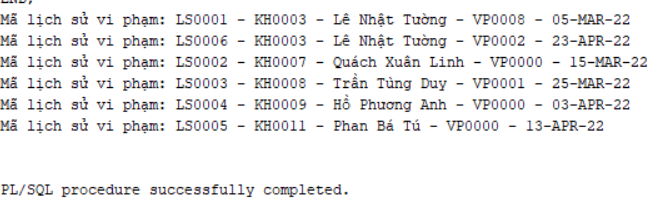 END;
Mã lịch sử vi phạm: LS0001 - KH0003 - Lê Nhật Tường - VP0008 - 05-MAR-22
Mã lịch sử vi phạm: LS0006 - KH0003 - Lê Nhật Tường - VP0002 - 23-APR-22
Mã lịch sử vi phạm: LS0002 - KH0007 - Quách Xuân Linh - VP0000 - 15-MAR-22
Mã lịch sử vi phạm: LS0003 - KH0008 - Trần Tùng Duy - VP0001 - 25-MAR-22
Mã lịch sử vi phạm: LS0004 - KH0009 - Hồ Phương Anh - VP0000 - 03-APR-22
Mã lịch sử vi phạm: LS0005 - KH0011 - Phan Bá Tú - VP0000 - 13-APR-22
PL/SQL procedure successfully completed.